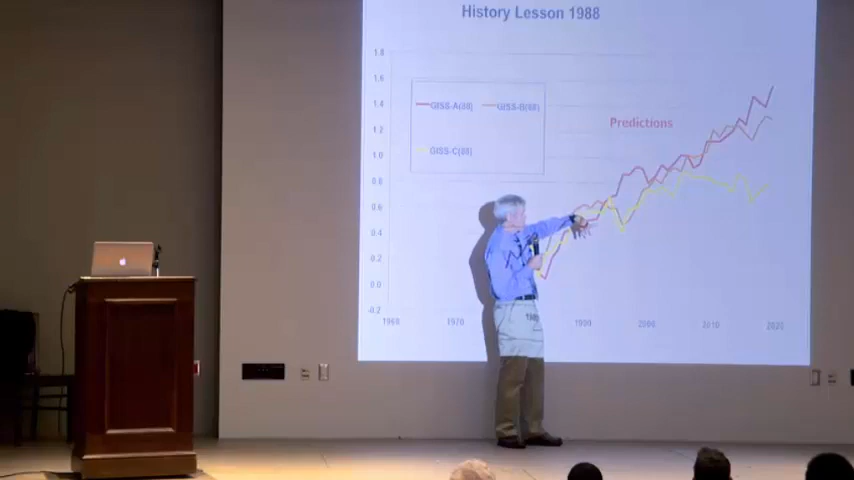 History Lesson 1988
1.8
1.6
1.4
1.2
1.0
0.8
0.6
0.4
0.2
0.0
-0.2
GISS-A(88) GISS-B(88)
GISS-C(88)
Predictions
1960 1970 1980 1990 2000 2010 2020